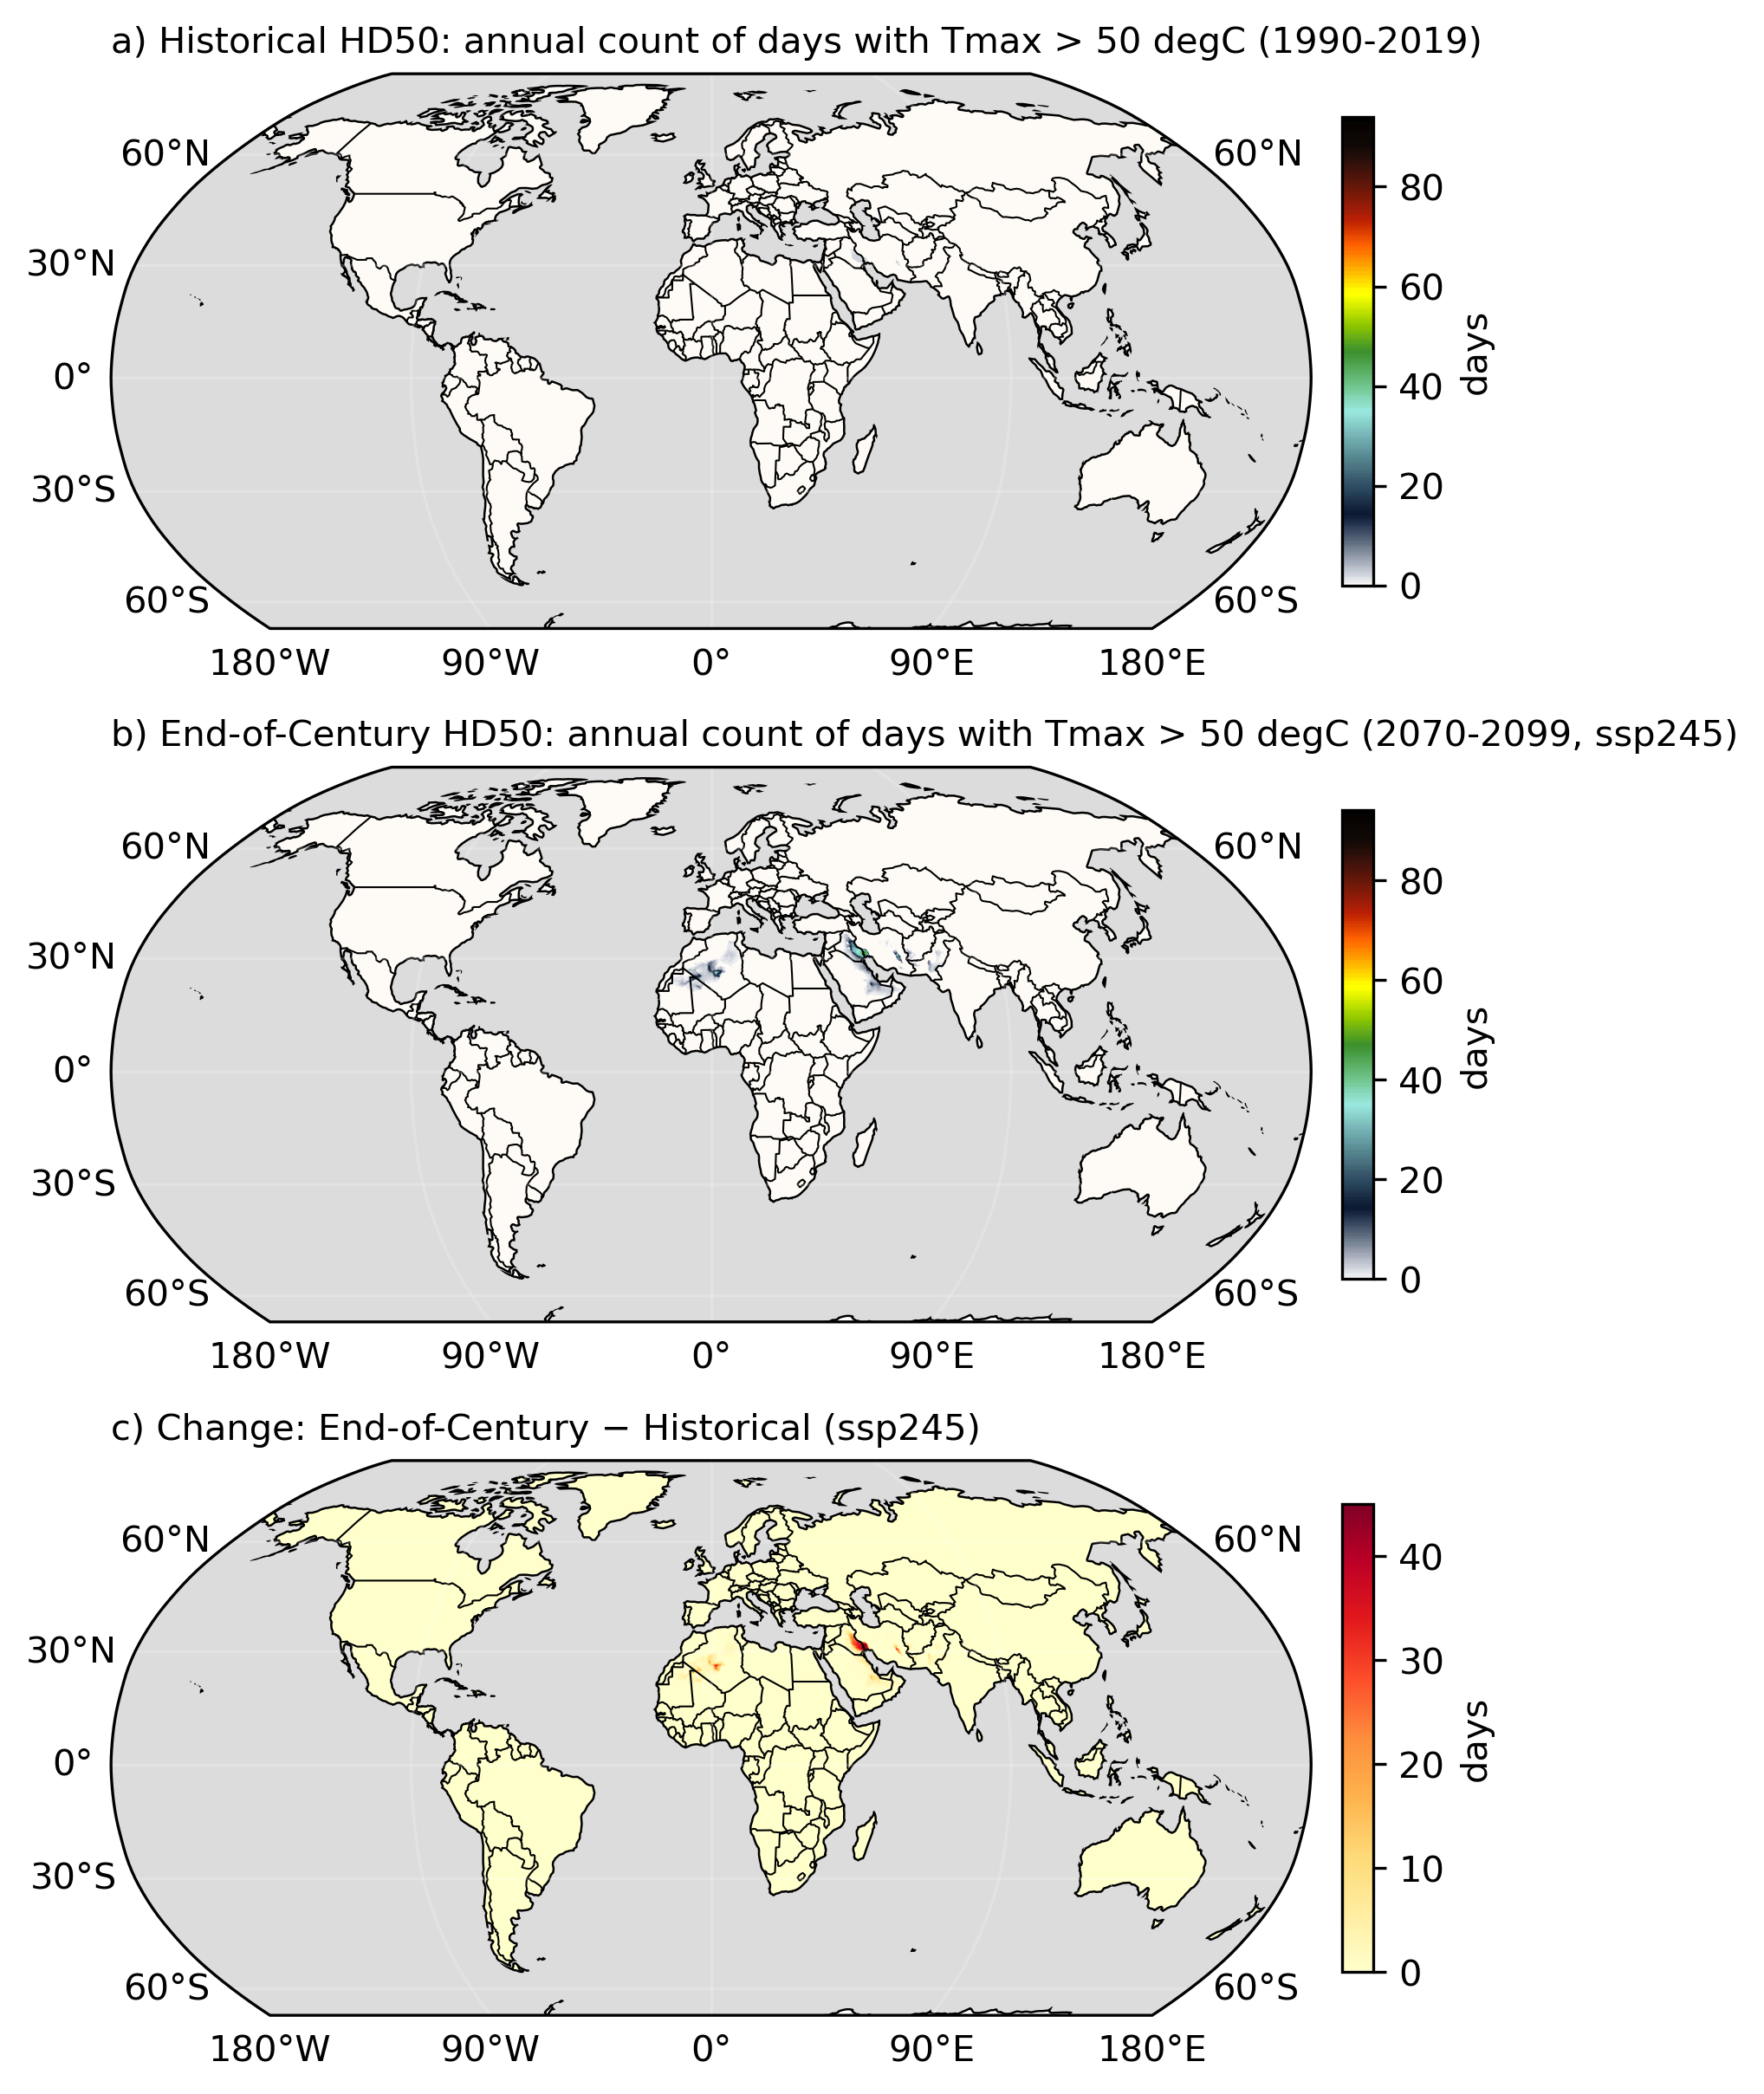 a) Historical HD50: annual count of days with Tmax > 50 degC (1990-2019)
60°N 60°N
30°N
0°
30°S
60°S 60°S
180°W 90°W 0° 90°E 180°E
80
60
40
20
0
days
b) End-of-Century HD50: annual count of days with Tmax > 50 degC (2070-2099, ssp245)
60°N 60°N
30°N
0°
30°S
60°S 60°S
180°W 90°W 0° 90°E 180°E
80
60
40
20
0
days
c) Change: End-of-Century − Historical (ssp245)
60°N 60°N
30°N
0°
30°S
60°S 60°S
180°W 90°W 0° 90°E 180°E
40
30
20
10
0
days